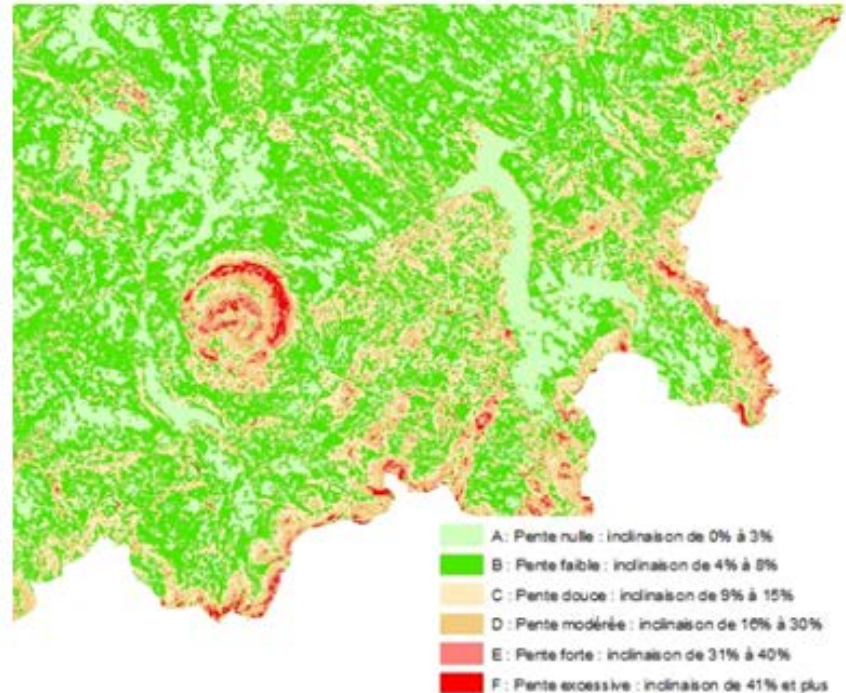 A : Pente nulle : inclinaison de 0% à 3%
B : Pente faible : inclinaison de 4% à 8%
C : Pente douce : inclinaison de 9% à 15%
D : Pente modérée : inclinaison de 16% à 30%
E : Pente forte : inclinaison de 31% à 40%
F : Pente excessive : inclinaison de 41% et plus